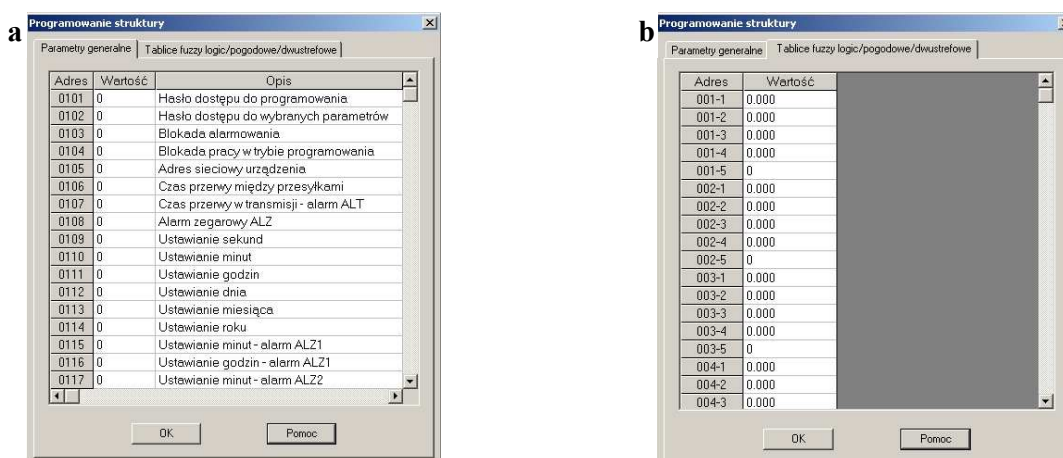 a
Programowanie struktury
Parametry generalne Tablice fuzzy logic/pogodowe/dwustrefowe
Adres Wartość Opis
0101 0 Hasło dostępu do programowania
0102 0 Hasło dostępu do wybranych parametrów
0103 0 Blokada alarmowania
0104 0 Blokada pracy w trybie programowania
0105 0 Adres sieciowy urządzenia
0106 0 Czas przerwy między przesyłkami
0107 0 Czas przerwy w transmisji - alarm ALT
0108 0 Alarm zegarowy ALZ
0109 0 Ustawianie sekund
0110 0 Ustawianie minut
0111 0 Ustawianie godzin
0112 0 Ustawianie dnia
0113 0 Ustawianie miesiąca
0114 0 Ustawianie roku
0115 0 Ustawianie minut - alarm ALZ1
0116 0 Ustawianie godzin - alarm ALZ1
0117 0 Ustawianie minut - alarm ALZ2
OK Pomoc
b
Programowanie struktury
Parametry generalne Tablice fuzzy logic/pogodowe/dwustrefowe
Adres Wartość
001-1 0.000
001-2 0.000
001-3 0.000
001-4 0.000
001-5 0
002-1 0.000
002-2 0.000
002-3 0.000
002-4 0.000
002-5 0
003-1 0.000
003-2 0.000
003-3 0.000
003-4 0.000
003-5 0
004-1 0.000
004-2 0.000
004-3 0.000
OK Pomoc